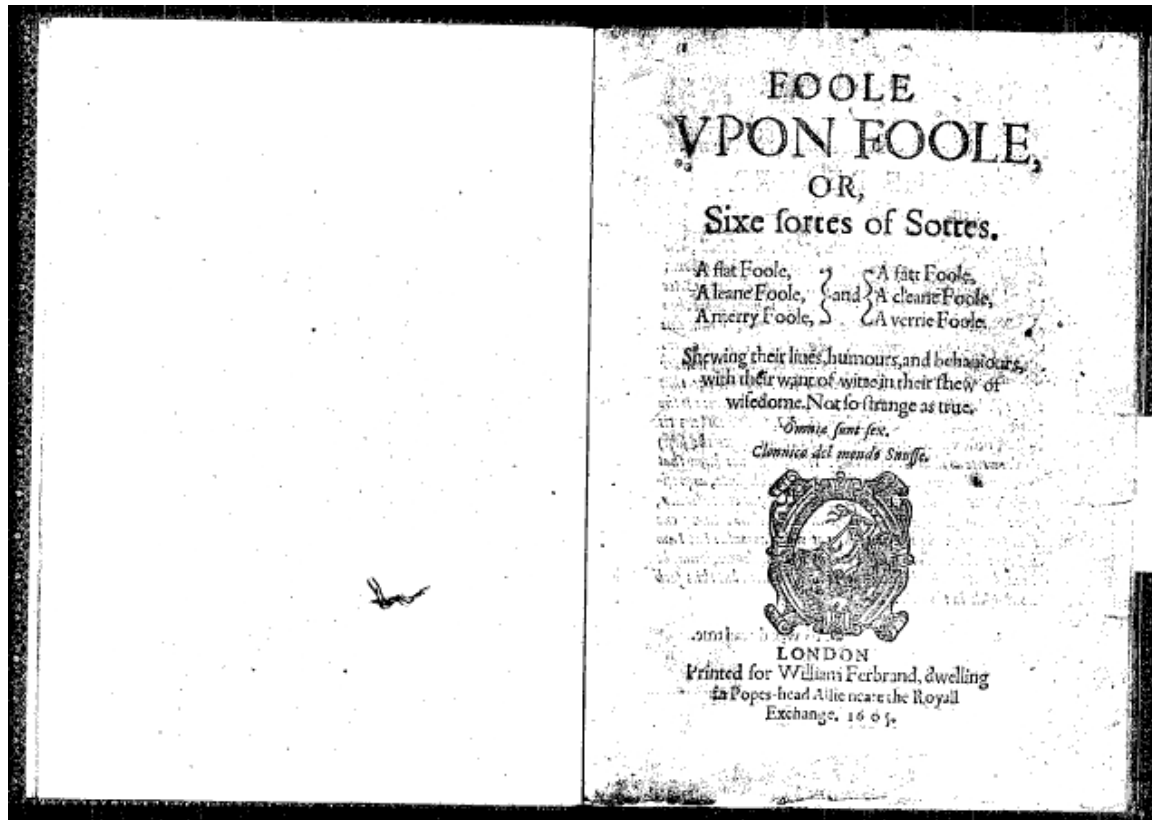 FOOLE
VPON FOOLE,
OR,
Sixe ſortes of Sottes.
A flat Foole, A fatt Foole,
A leane Foole, and A cleane Foole,
A merry Foole, A verrie Foole.
Shewing their liues, humours, and behauiours,
with their want of witte in their ſhew of
wiſedome. Not ſo ſtrange as true.
Omnia ſunt ſex.
Clonnico del mondo Snuffe.
LONDON
Printed for William Ferbrand, dwelling
in Popes-head Allie neare the Royall
Exchange. 1605.